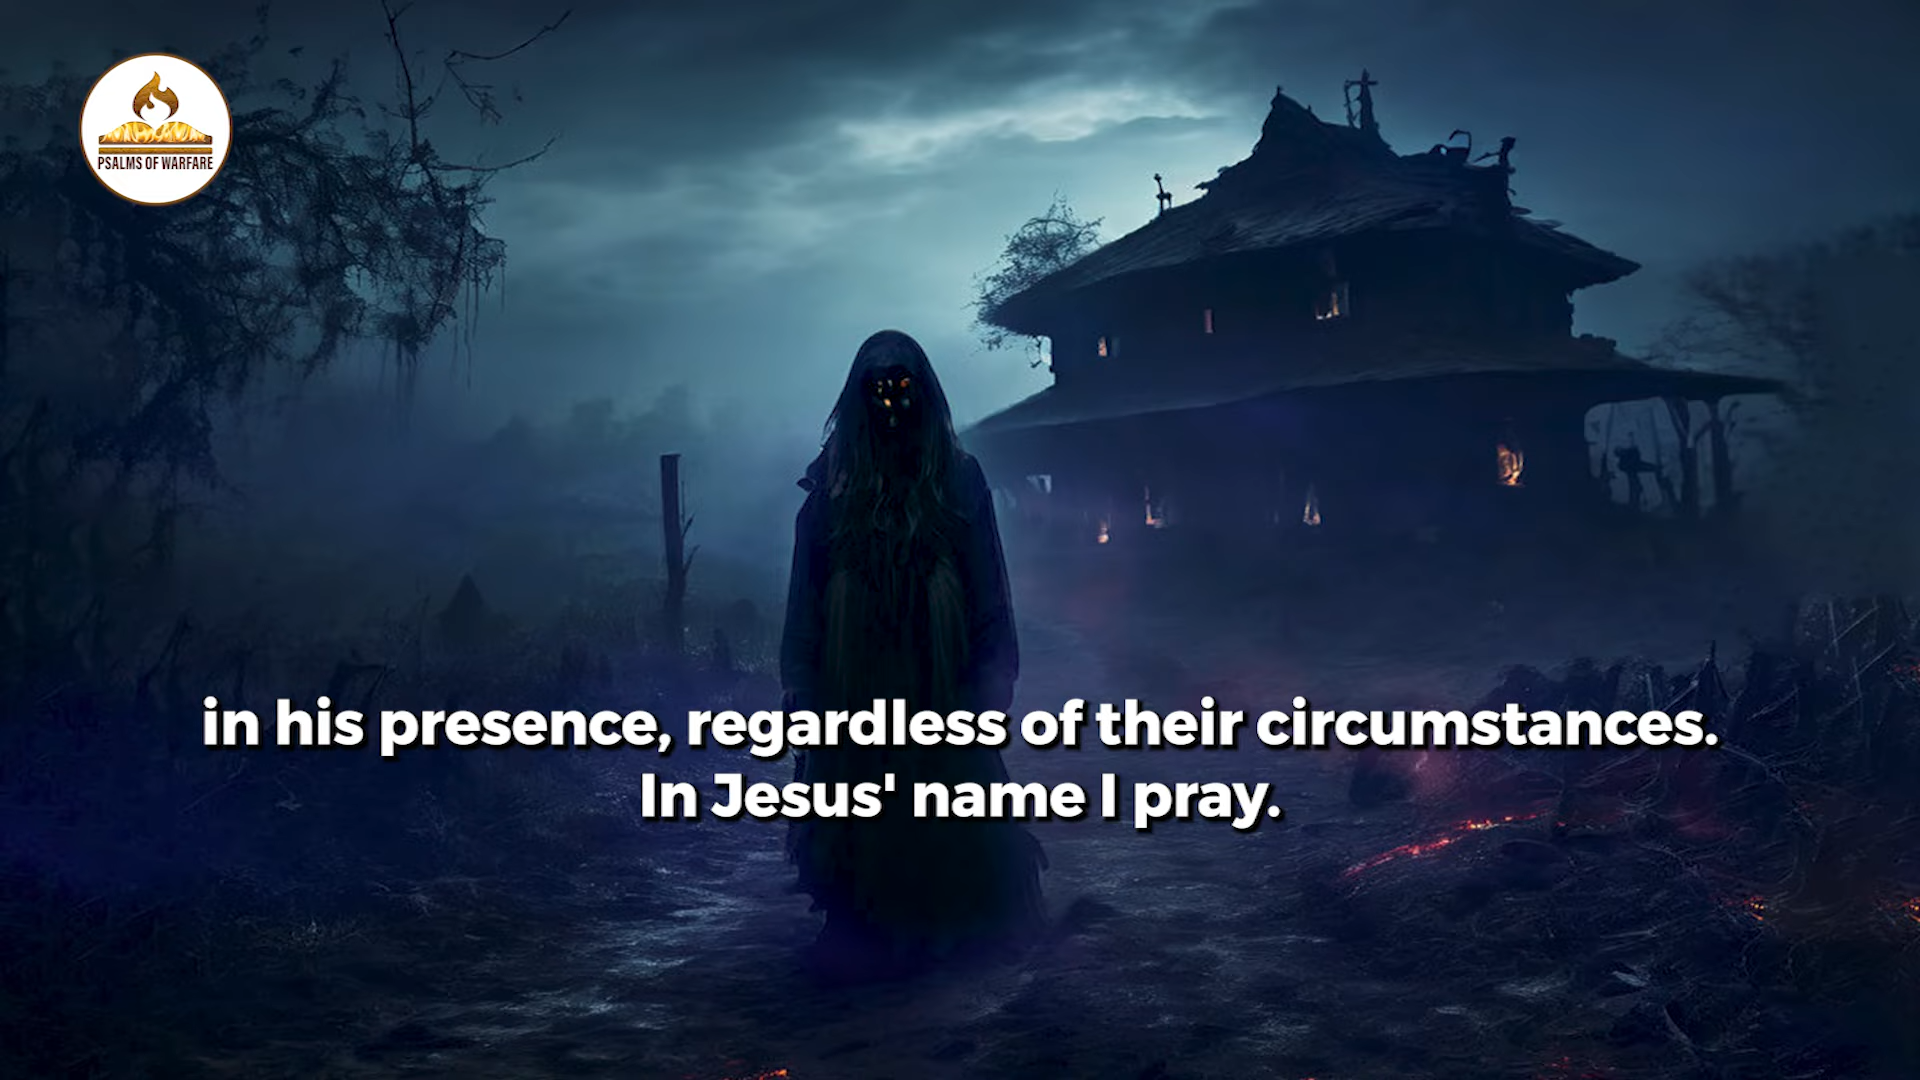 PSALMS OF WARFARE
in his presence, regardless of their circumstances.
In Jesus' name I pray.